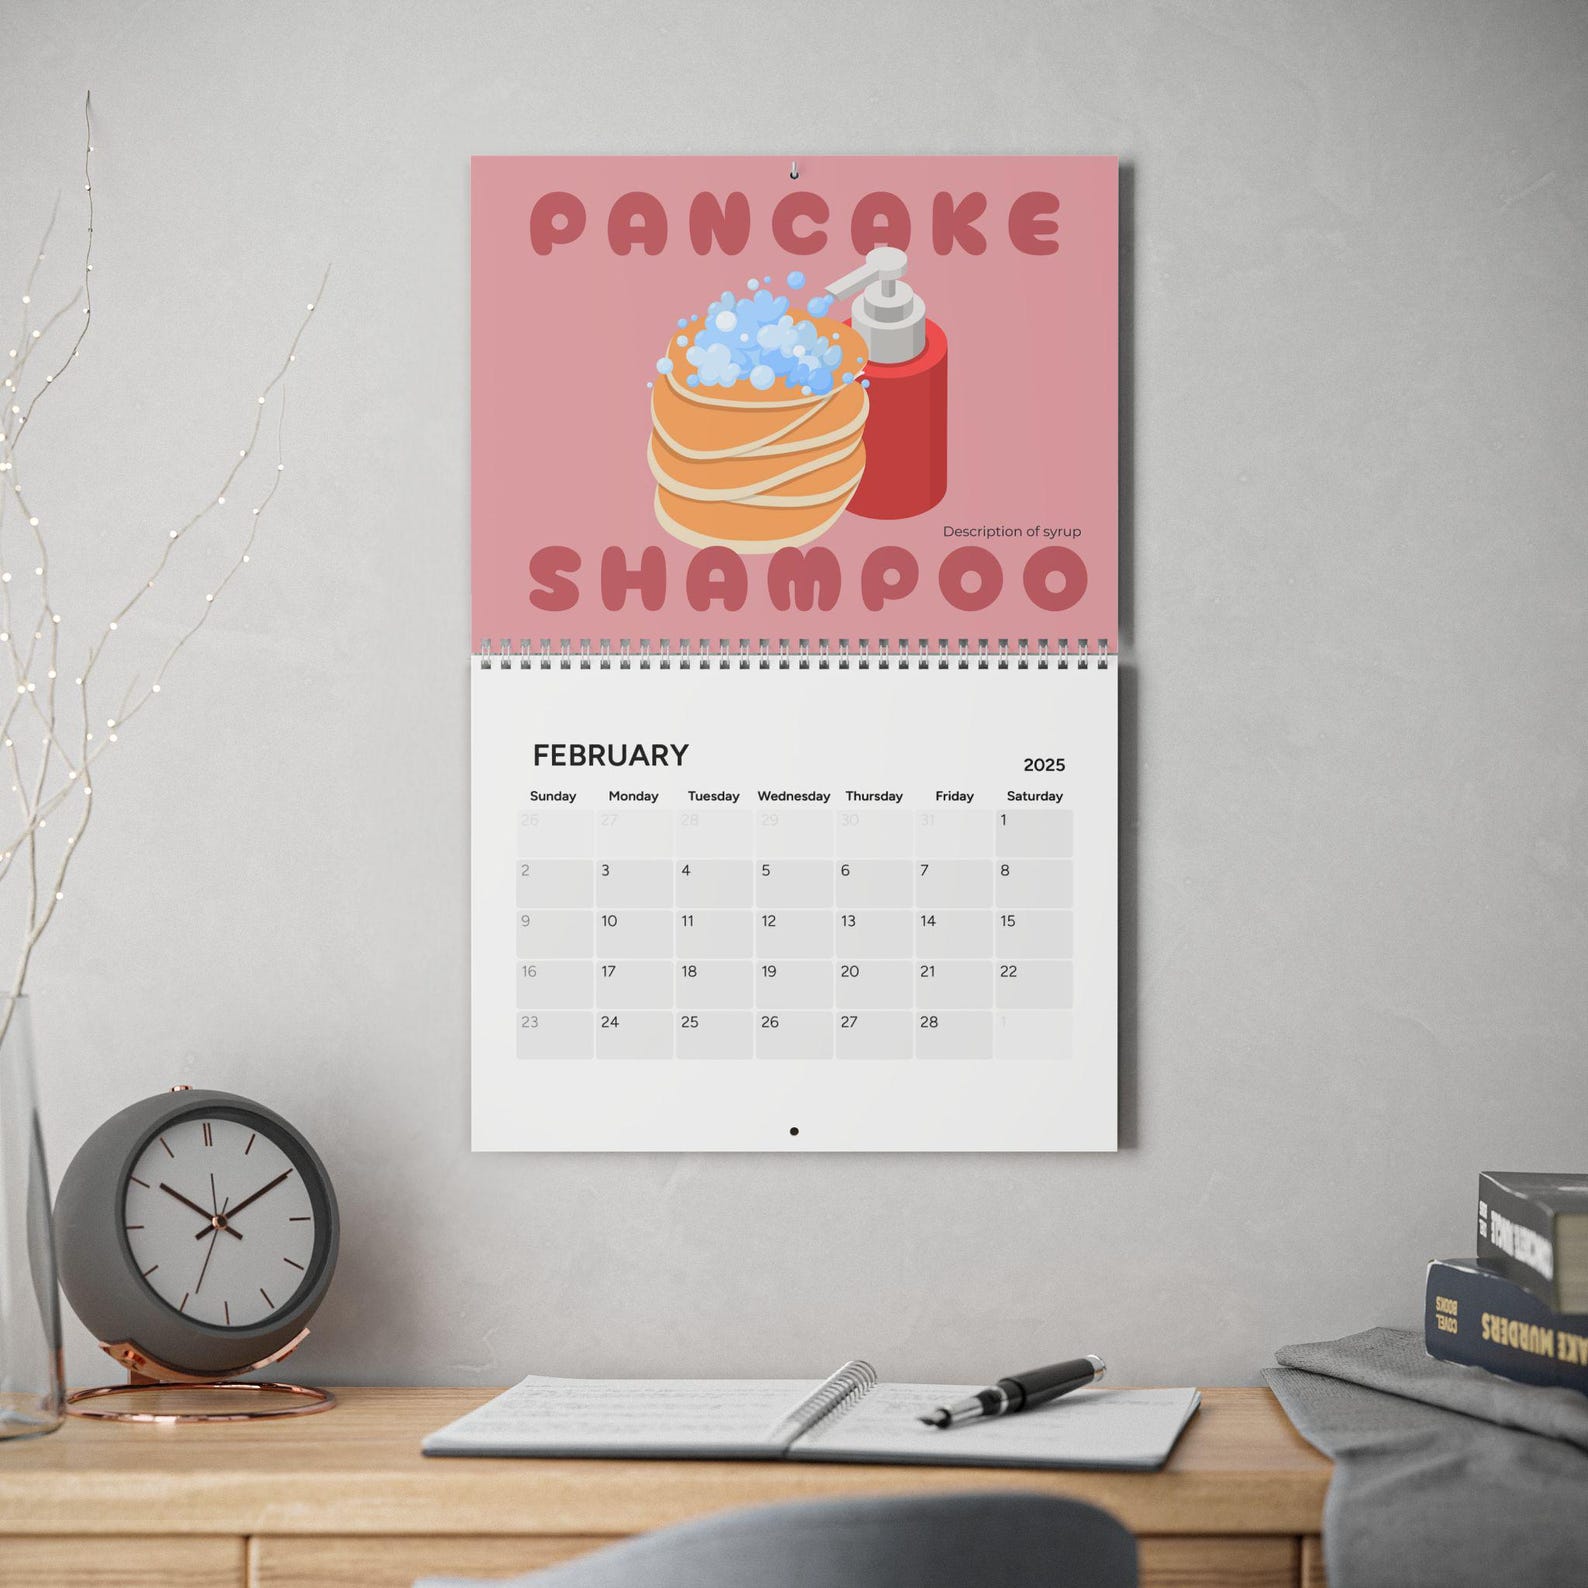 PANCAKE
Description of syrup
SHAMPOO
FEBRUARY
2025
Sunday Monday Tuesday Wednesday Thursday Friday Saturday
26 27 28 29 30 31 1
2 3 4 5 6 7 8
9 10 11 12 13 14 15
16 17 18 19 20 21 22
23 24 25 26 27 28 1
COVEL
BOOKS
AKE MURDERS